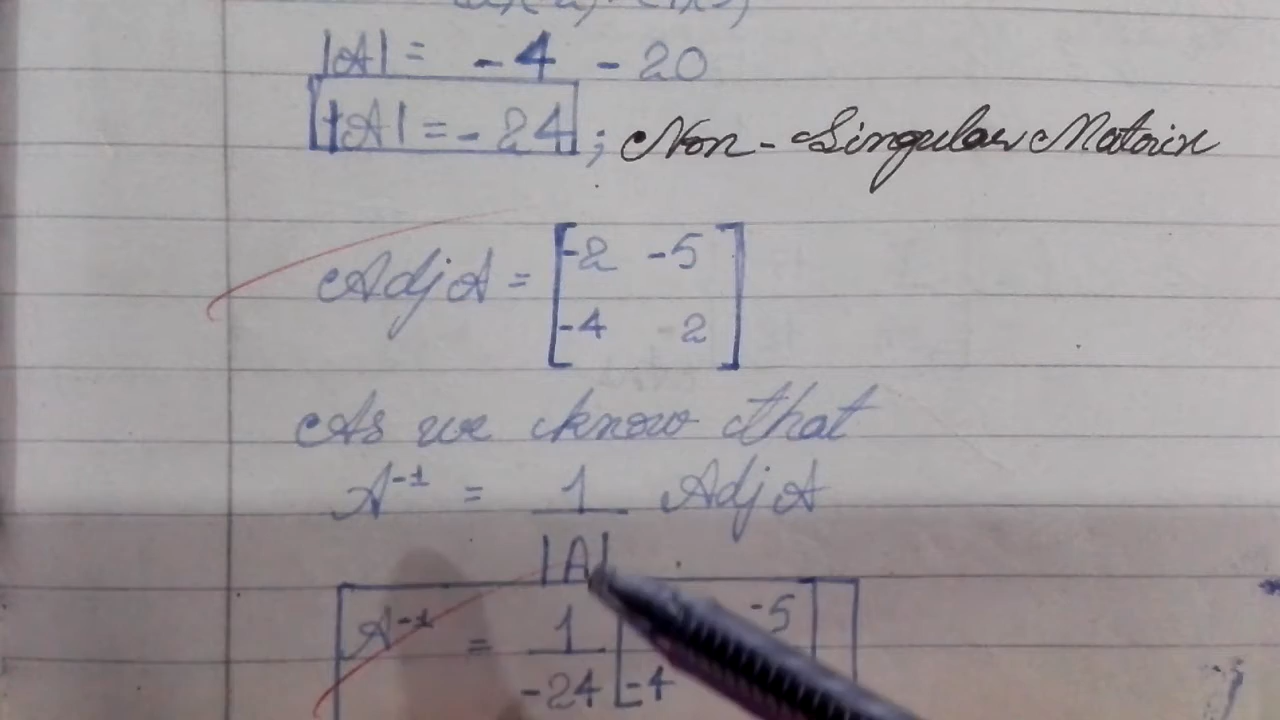 |A| = -4 - 20
|A| = -24 ; Non-Singular Matrix
Adj A = [-2 -5
-4 -2]
As we know that
A⁻¹ = 1 Adj A
|A|
A⁻¹ = 1 [ -5 ]
-24 [-4